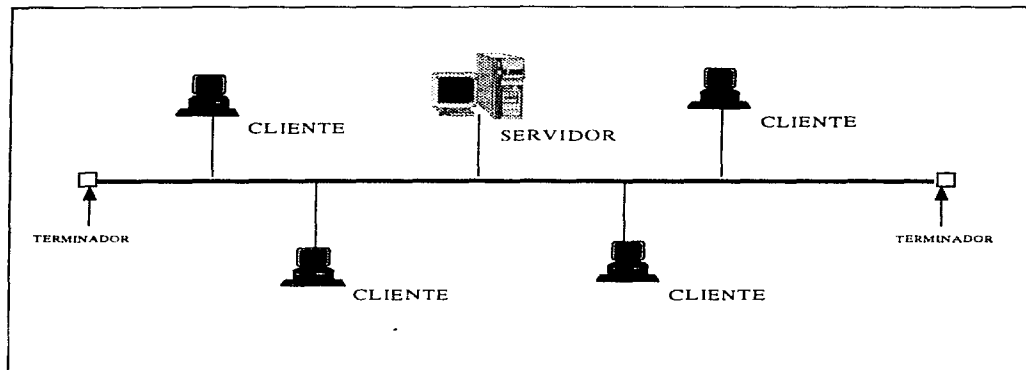 CLIENTE
SERVIDOR
CLIENTE
TERMINADOR
TERMINADOR
CLIENTE
CLIENTE